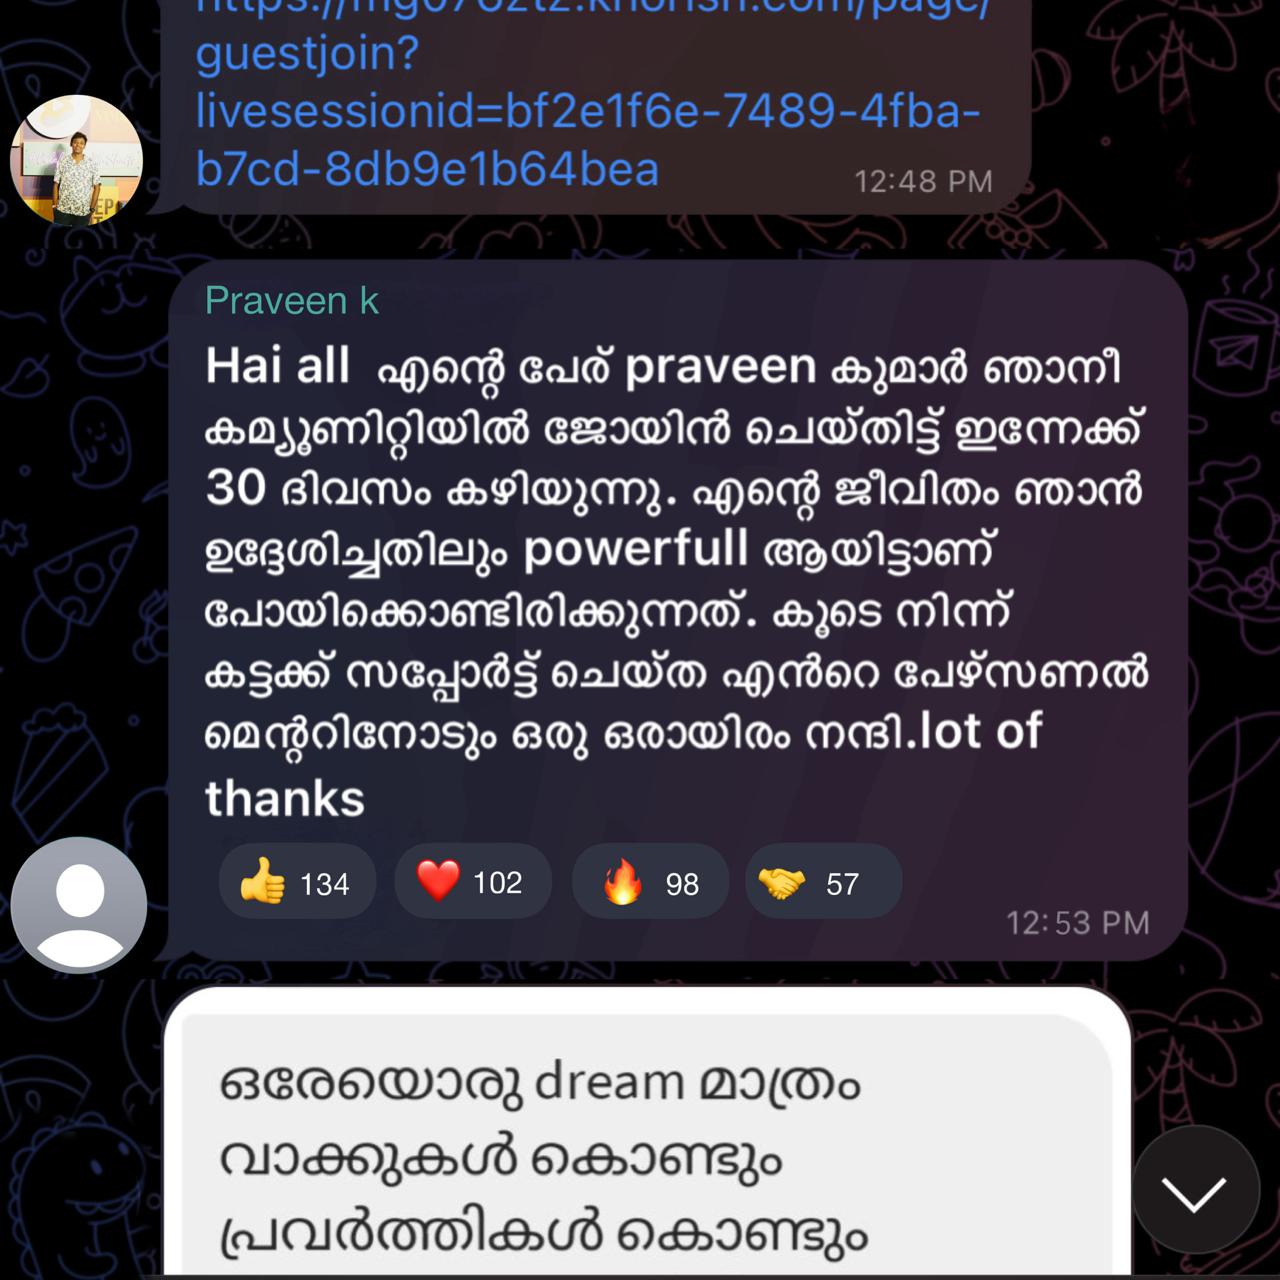 guestjoin?
livesessionid=bf2e1f6e-7489-4fba-
b7cd-8db9e1b64bea
12:48 PM
Praveen k
Hai all എന്റെ പേര് praveen കുമാർ ഞാനീ
കമ്യൂണിറ്റിയിൽ ജോയിൻ ചെയ്തിട്ട് ഇന്നേക്ക്
30 ദിവസം കഴിയുന്നു. എന്റെ ജീവിതം ഞാൻ
ഉദ്ദേശിച്ചതിലും powerfull ആയിട്ടാണ്
പോയിക്കൊണ്ടിരിക്കുന്നത്. കൂടെ നിന്ന്
കട്ടക്ക് സപ്പോർട്ട് ചെയ്ത എൻറെ പേഴ്സണൽ
മെന്ററിനോടും ഒരു ഒരായിരം നന്ദി.lot of
thanks
👍 134 ❤️ 102 🔥 98 🤝 57
12:53 PM
ഒരേയൊരു dream മാത്രം
വാക്കുകൾ കൊണ്ടും
പ്രവർത്തികൾ കൊണ്ടും